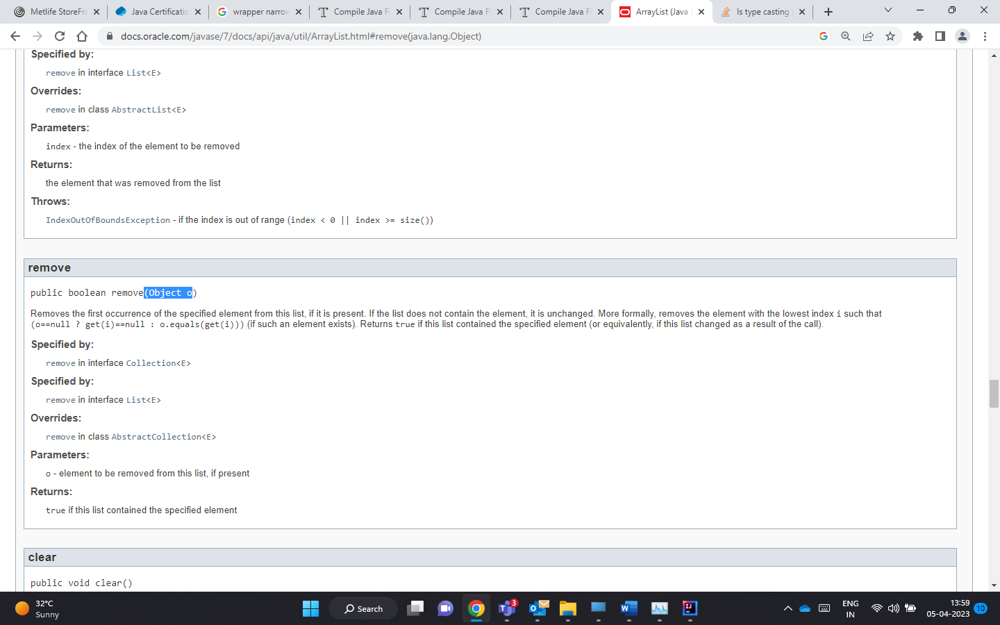 Metlife StoreFr
Java Certificatio
wrapper narrow
Compile Java F
Compile Java F
Compile Java F
ArrayList (Java
Is type casting
docs.oracle.com/javase/7/docs/api/java/util/ArrayList.html#remove(java.lang.Object)
Specified by:
remove in interface List<E>
Overrides:
remove in class AbstractList<E>
Parameters:
index - the index of the element to be removed
Returns:
the element that was removed from the list
Throws:
IndexOutOfBoundsException - if the index is out of range (index < 0 || index >= size())
remove
public boolean remove(Object o)
Removes the first occurrence of the specified element from this list, if it is present. If the list does not contain the element, it is unchanged. More formally, removes the element with the lowest index i such that
(o==null ? get(i)==null : o.equals(get(i))) (if such an element exists). Returns true if this list contained the specified element (or equivalently, if this list changed as a result of the call).
Specified by:
remove in interface Collection<E>
Specified by:
remove in interface List<E>
Overrides:
remove in class AbstractCollection<E>
Parameters:
o - element to be removed from this list, if present
Returns:
true if this list contained the specified element
clear
public void clear()
32°C
Sunny
Search
3
ENG
IN
13:59
05-04-2023
10